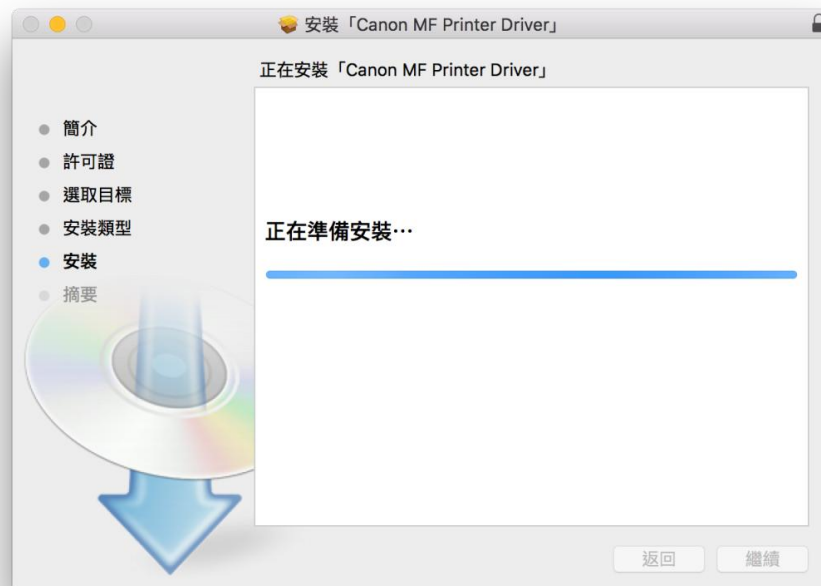 安裝「Canon MF Printer Driver」
正在安裝「Canon MF Printer Driver」
簡介
許可證
選取目標
安裝類型
安裝
摘要
正在準備安裝⋯
返回
繼續